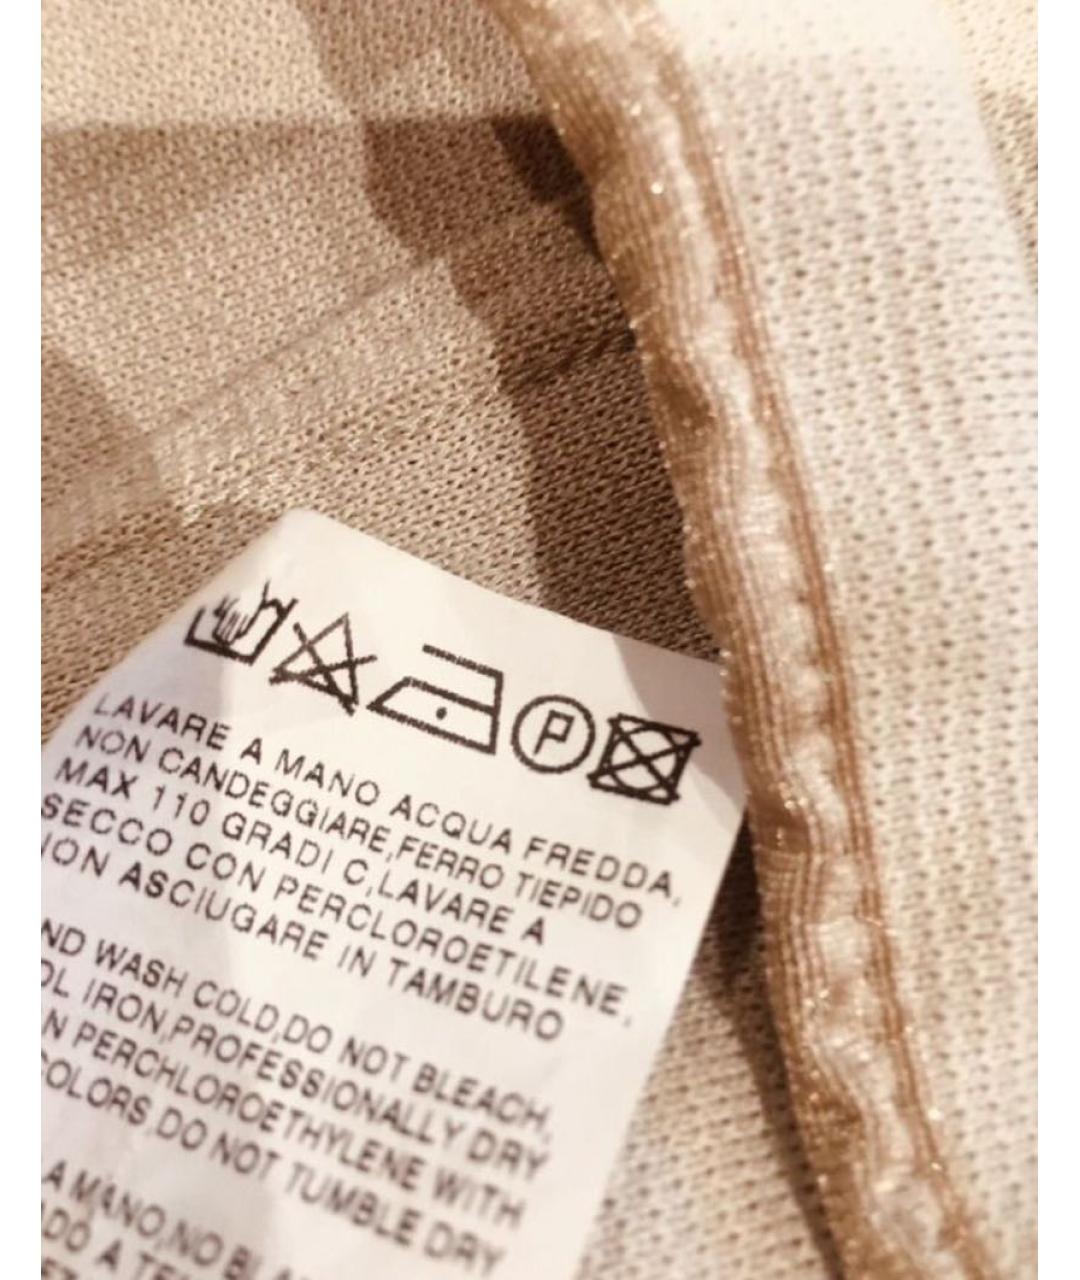 P
LAVARE A MANO ACQUA FREDDA,
NON CANDEGGIARE,FERRO TIEPIDO
MAX 110 GRADI C,LAVARE A
SECCO CON PERCLOROETILENE,
ION ASCIUGARE IN TAMBURO
ND WASH COLD,DO NOT BLEACH,
OL IRON,PROFESSIONALLY DRY
N PERCHLOROETHYLENE WITH
COLORS,DO NOT TUMBLE DRY
A MANO,NO
DO A